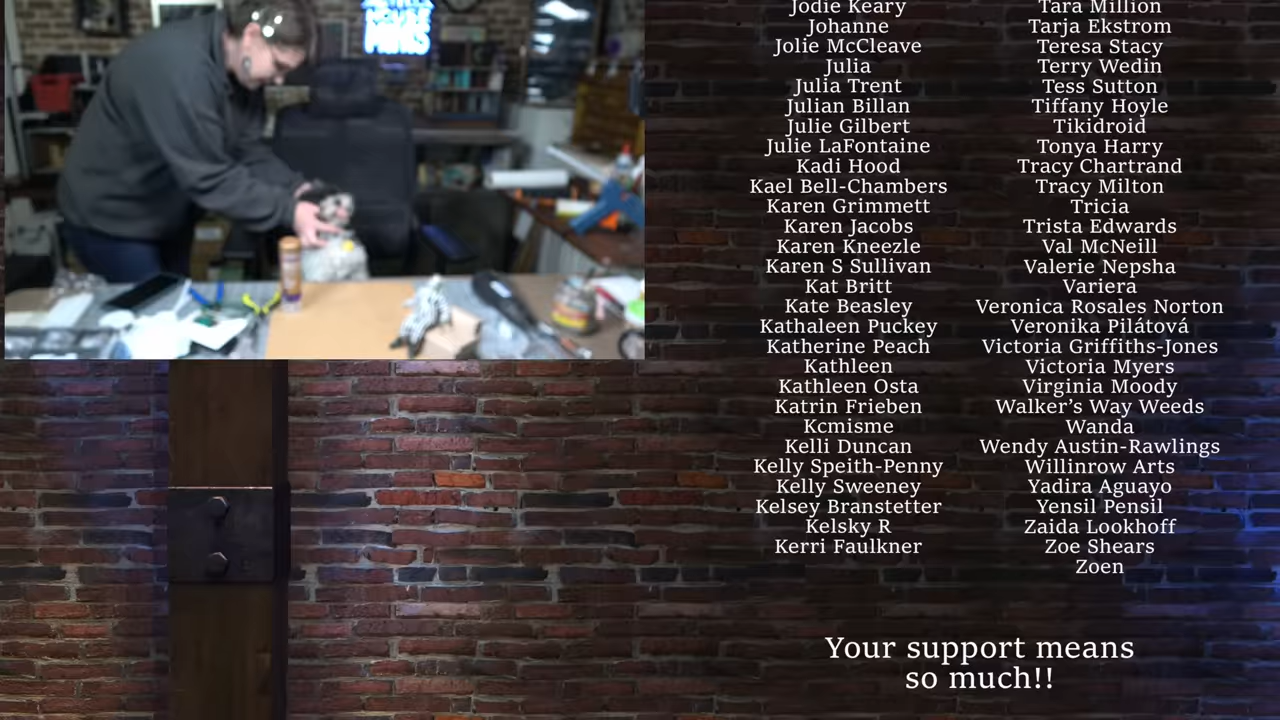 Jodie Keary
Johanne
Jolie McCleave
Julia
Julia Trent
Julian Billan
Julie Gilbert
Julie LaFontaine
Kadi Hood
Kael Bell-Chambers
Karen Grimmett
Karen Jacobs
Karen Kneezle
Karen S Sullivan
Kat Britt
Kate Beasley
Kathaleen Puckey
Katherine Peach
Kathleen
Kathleen Osta
Katrin Frieben
Kcmisme
Kelli Duncan
Kelly Speith-Penny
Kelly Sweeney
Kelsey Branstetter
Kelsky R
Kerri Faulkner
Tara Million
Tarja Ekstrom
Teresa Stacy
Terry Wedin
Tess Sutton
Tiffany Hoyle
Tikidroid
Tonya Harry
Tracy Chartrand
Tracy Milton
Tricia
Trista Edwards
Val McNeill
Valerie Nepsha
Variera
Veronica Rosales Norton
Veronika Pilátová
Victoria Griffiths-Jones
Victoria Myers
Virginia Moody
Walker's Way Weeds
Wanda
Wendy Austin-Rawlings
Willinrow Arts
Yadira Aguayo
Yensil Pensil
Zaida Lookhoff
Zoe Shears
Zoen
Your support means
so much!!